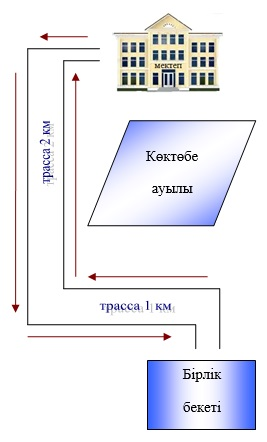 мектеп
трасса 2 км
Көктөбе
ауылы
трасса 1 км
Бірлік
бекеті